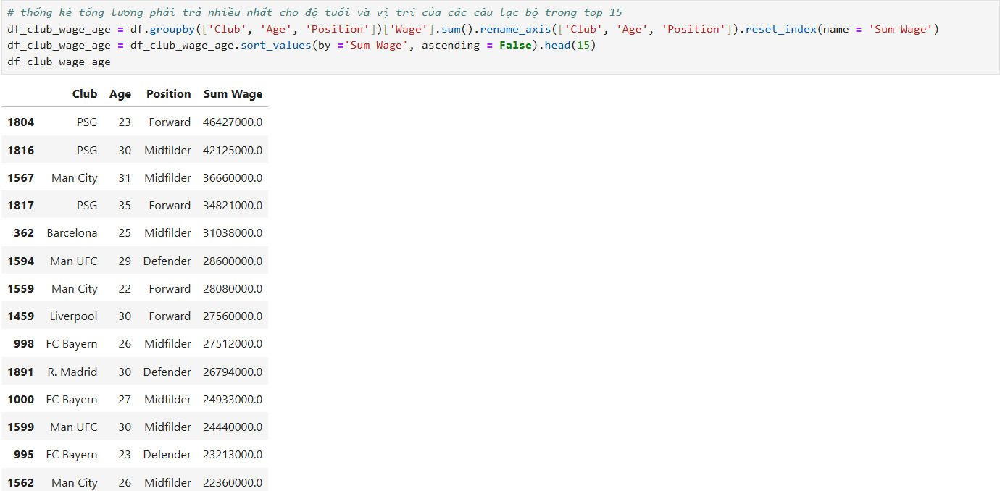 # thống kê tổng lương phải trả nhiều nhất cho độ tuổi và vị trí của các câu lạc bộ trong top 15
df_club_wage_age = df.groupby(['Club', 'Age', 'Position'])['Wage'].sum().rename_axis(['Club', 'Age', 'Position']).reset_index(name = 'Sum Wage')
df_club_wage_age = df_club_wage_age.sort_values(by ='Sum Wage', ascending = False).head(15)
df_club_wage_age
Club Age Position Sum Wage
1804 PSG 23 Forward 46427000.0
1816 PSG 30 Midfilder 42125000.0
1567 Man City 31 Midfilder 36660000.0
1817 PSG 35 Forward 34821000.0
362 Barcelona 25 Midfilder 31038000.0
1594 Man UFC 29 Defender 28600000.0
1559 Man City 22 Forward 28080000.0
1459 Liverpool 30 Forward 27560000.0
998 FC Bayern 26 Midfilder 27512000.0
1891 R. Madrid 30 Defender 26794000.0
1000 FC Bayern 27 Midfilder 24933000.0
1599 Man UFC 30 Midfilder 24440000.0
995 FC Bayern 23 Defender 23213000.0
1562 Man City 26 Midfilder 22360000.0